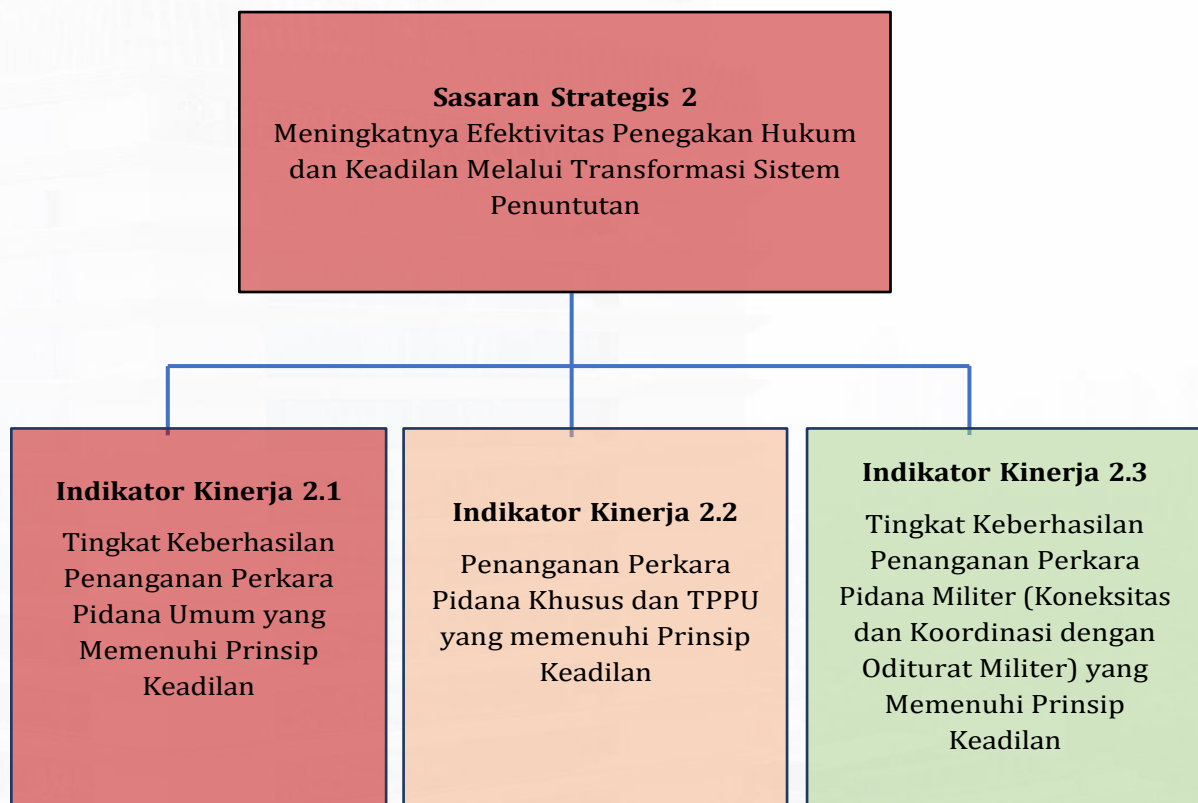 Sasaran Strategis 2
Meningkatnya Efektivitas Penegakan Hukum
dan Keadilan Melalui Transformasi Sistem
Penuntutan
Indikator Kinerja 2.1
Tingkat Keberhasilan
Penanganan Perkara
Pidana Umum yang
Memenuhi Prinsip
Keadilan
Indikator Kinerja 2.2
Penanganan Perkara
Pidana Khusus dan TPPU
yang memenuhi Prinsip
Keadilan
Indikator Kinerja 2.3
Tingkat Keberhasilan
Penanganan Perkara
Pidana Militer (Koneksitas
dan Koordinasi dengan
Oditurat Militer) yang
Memenuhi Prinsip
Keadilan